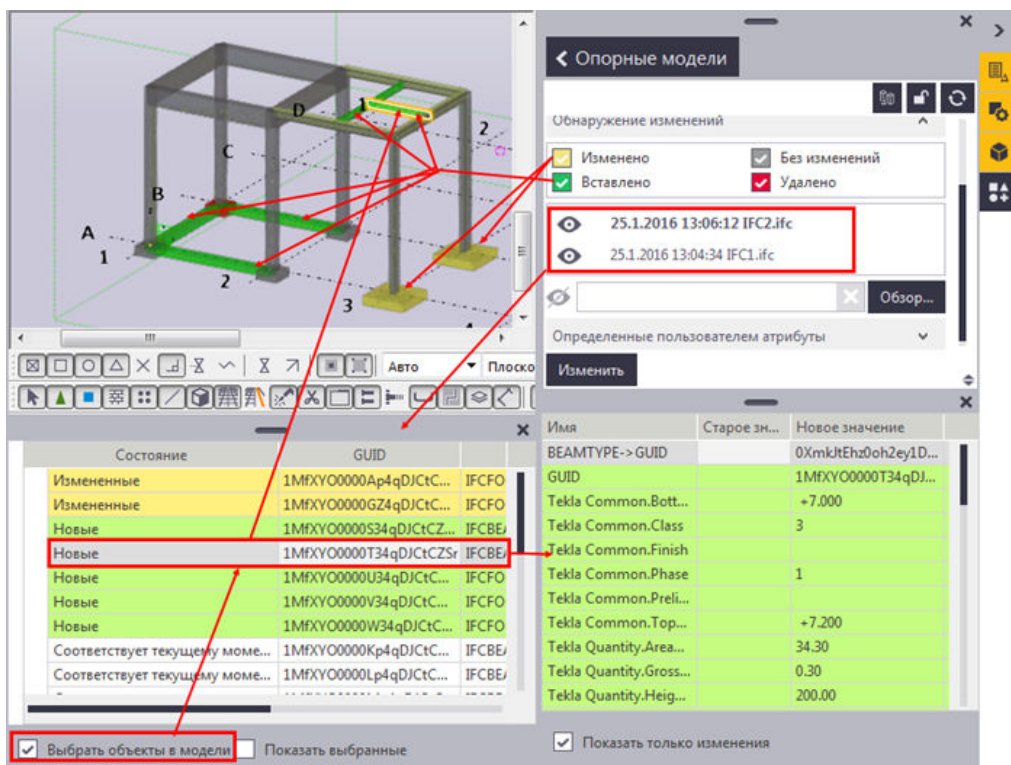 D
1
2
C
B
A
1
2
3
Опорные модели
Обнаружение изменений
Изменено
Без изменений
Вставлено
Удалено
25.1.2016 13:06:12 IFC2.ifc
25.1.2016 13:04:34 IFC1.ifc
Обзор...
Определенные пользователем атрибуты
Изменить
Авто
Плоско
Состояние GUID
Измененные 1MfXYO0000Ap4qDJCtC... IFCFO
Измененные 1MfXYO0000GZ4qDJCtC... IFCFO
Новые 1MfXYO0000S34qDJCtCZ... IFCBEA
Новые 1MfXYO0000T34qDJCtCZSr IFCBEA
Новые 1MfXYO0000U34qDJCtC... IFCFO
Новые 1MfXYO0000V34qDJCtC... IFCFO
Новые 1MfXYO0000W34qDJCtC... IFCFO
Соответствует текущему моме... 1MfXYO0000Kp4qDJCtC... IFCBEA
Соответствует текущему моме... 1MfXYO0000Lp4qDJCtC... IFCBEA
Выбрать объекты в модели
Показать выбранные
Имя Старое зн... Новое значение
BEAMTYPE->GUID 0XmkJtEhz0oh2ey1D...
GUID 1MfXYO0000T34qDJ...
Tekla Common.Bott... +7.000
Tekla Common.Class 3
Tekla Common.Finish
Tekla Common.Phase 1
Tekla Common.Preli...
Tekla Common.Top... +7.200
Tekla Quantity.Area... 34.30
Tekla Quantity.Gross... 0.30
Tekla Quantity.Heig... 200.00
Показать только изменения